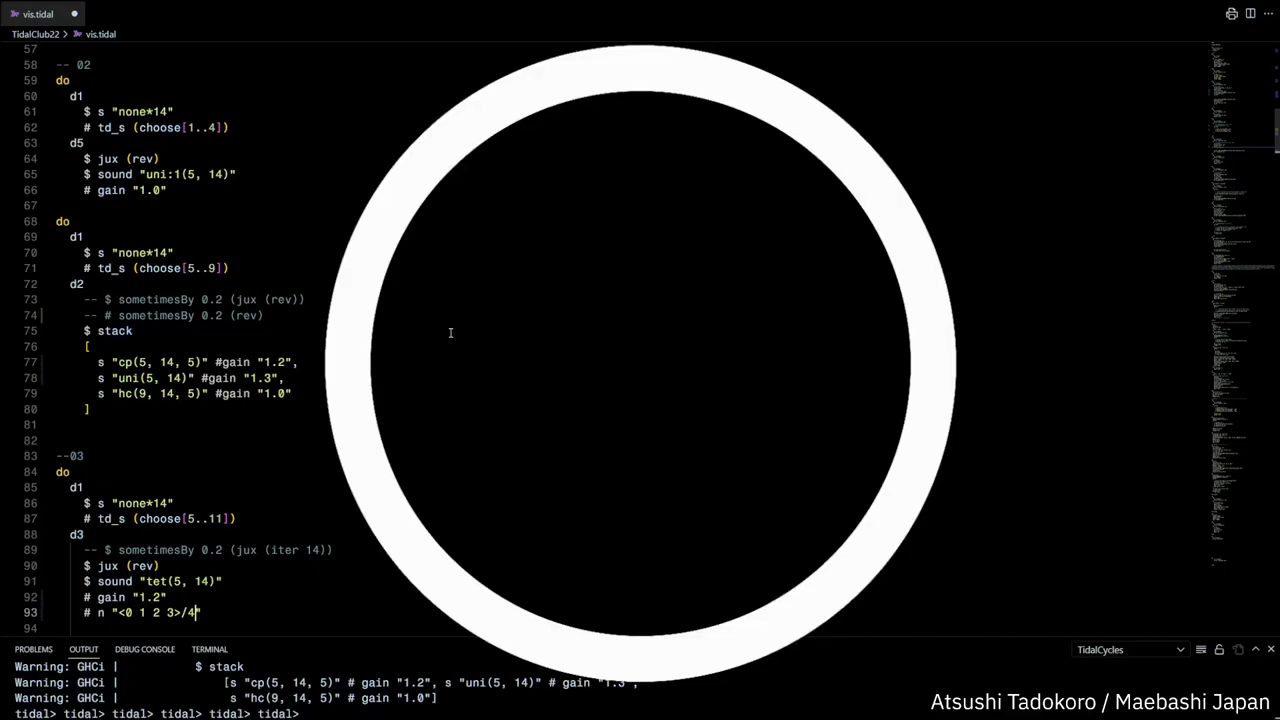 vis.tidal
TidalClub22 > vis.tidal
57
58 -- 02
59 do
60 d1
61 $ s "none*14"
62 # td_s (choose[1..4])
63 d5
64 $ jux (rev)
65 $ sound "uni:1(5, 14)"
66 # gain "1.0"
67
68 do
69 d1
70 $ s "none*14"
71 # td_s (choose[5..9])
72 d2
73 -- $ sometimesBy 0.2 (jux (rev))
74 -- # sometimesBy 0.2 (rev)
75 $ stack
76 [
77 s "cp(5, 14, 5)" #gain "1.2",
78 s "uni(5, 14)" #gain "1.3",
79 s "hc(9, 14, 5)" #gain "1.0"
80 ]
81
82
83 --03
84 do
85 d1
86 $ s "none*14"
87 # td_s (choose[5..11])
88 d3
89 -- $ sometimesBy 0.2 (jux (iter 14))
90 $ jux (rev)
91 $ sound "tet(5, 14)"
92 # gain "1.2"
93 # n "<0 1 2 3>/4"
94
PROBLEMS OUTPUT DEBUG CONSOLE TERMINAL TidalCycles
Warning: GHCi | $ stack
Warning: GHCi | [s "cp(5, 14, 5)" # gain "1.2", s "uni(5, 14)" # gain "1.3",
Warning: GHCi | s "hc(9, 14, 5)" # gain "1.0"]
tidal> tidal> tidal> tidal> tidal> tidal>
Atsushi Tadokoro / Maebashi Japan